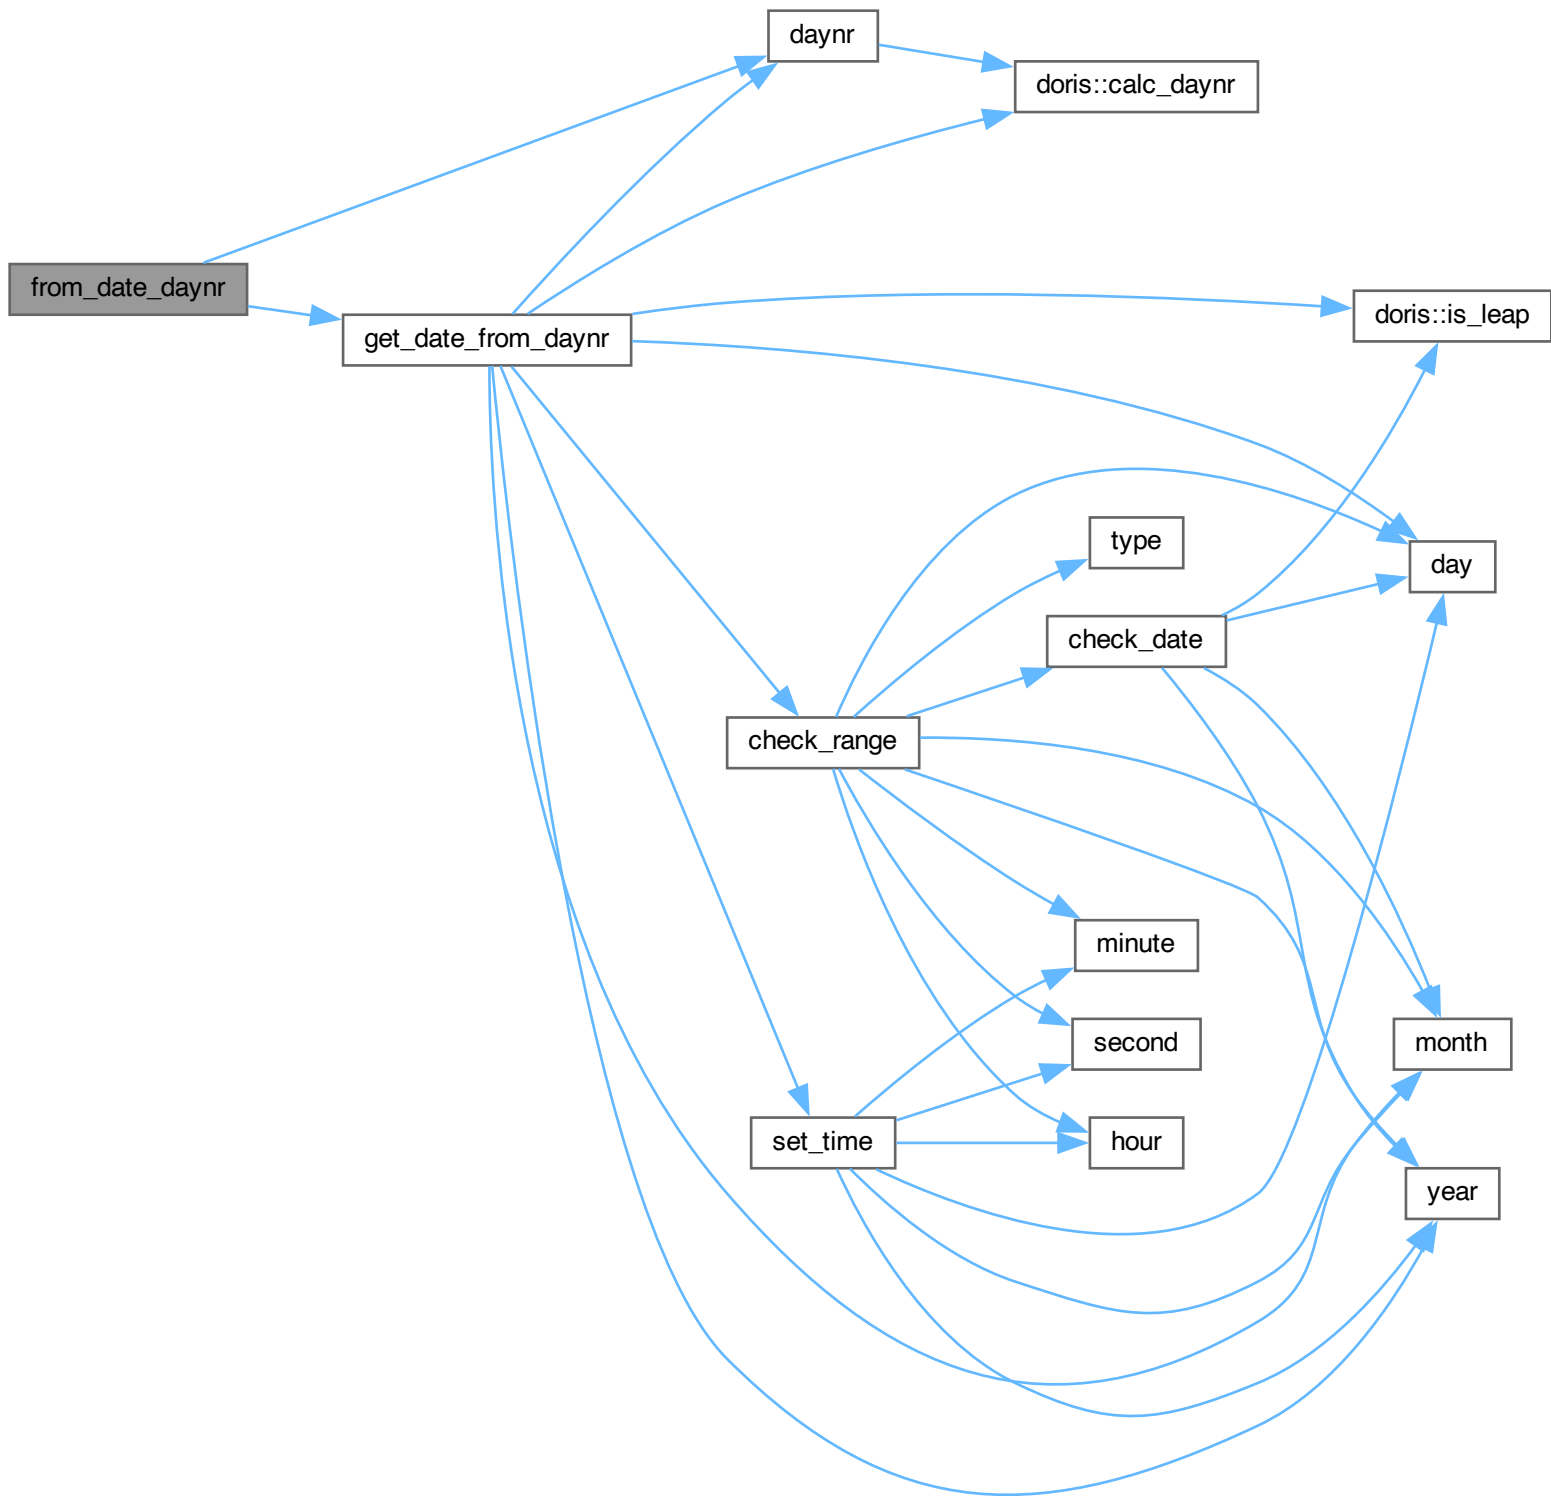 daynr
doris::calc_daynr
from_date_daynr
doris::is_leap
get_date_from_daynr
type
day
check_date
check_range
minute
second
month
set_time
hour
year